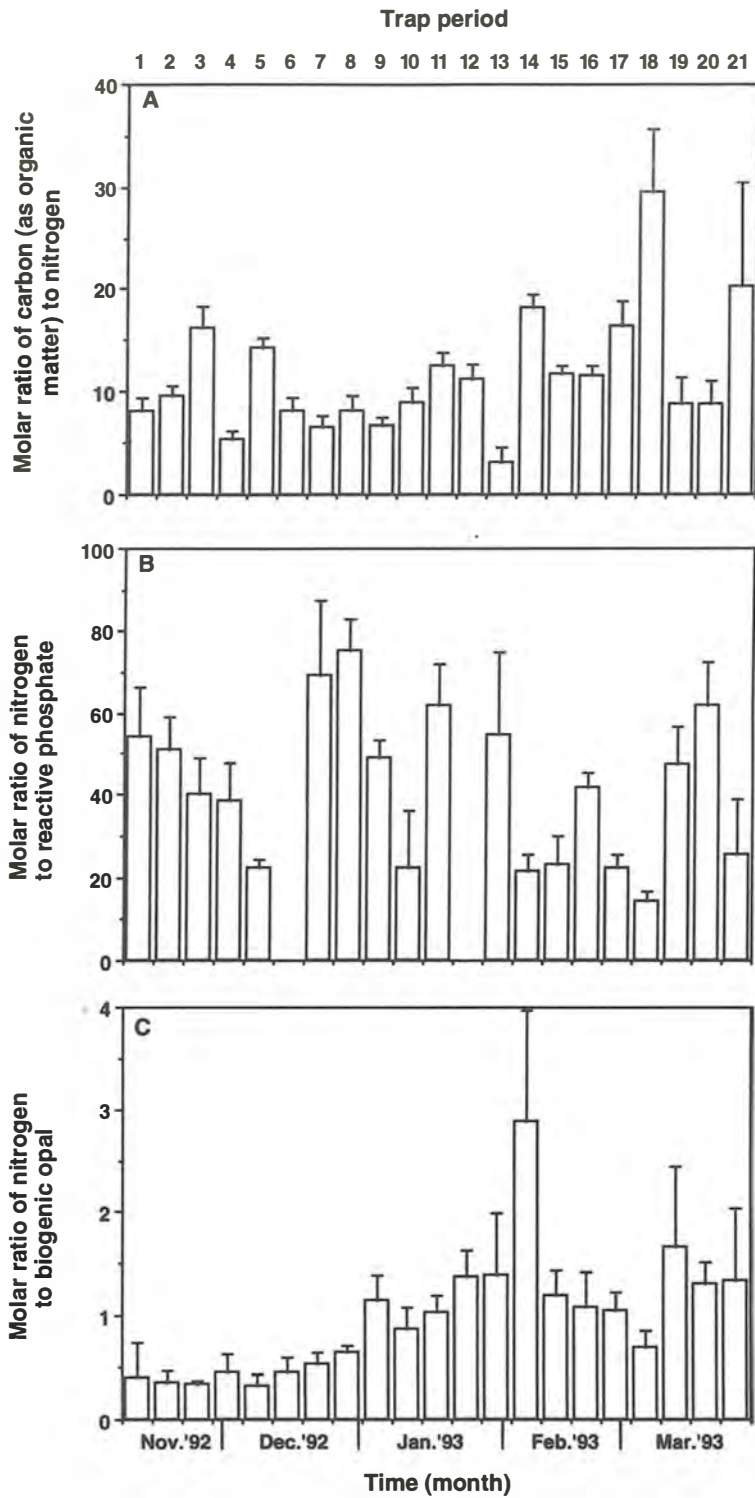 Trap period
1 2 3 4 5 6 7 8 9 10 11 12 13 14 15 16 17 18 19 20 21
A
Molar ratio of carbon (as organic
matter) to nitrogen
40
30
20
10
0
B
Molar ratio of nitrogen
to reactive phosphate
100
80
60
40
20
0
C
Molar ratio of nitrogen
to biogenic opal
4
3
2
1
0
Nov.'92 Dec.'92 Jan.'93 Feb.'93 Mar.'93
Time (month)